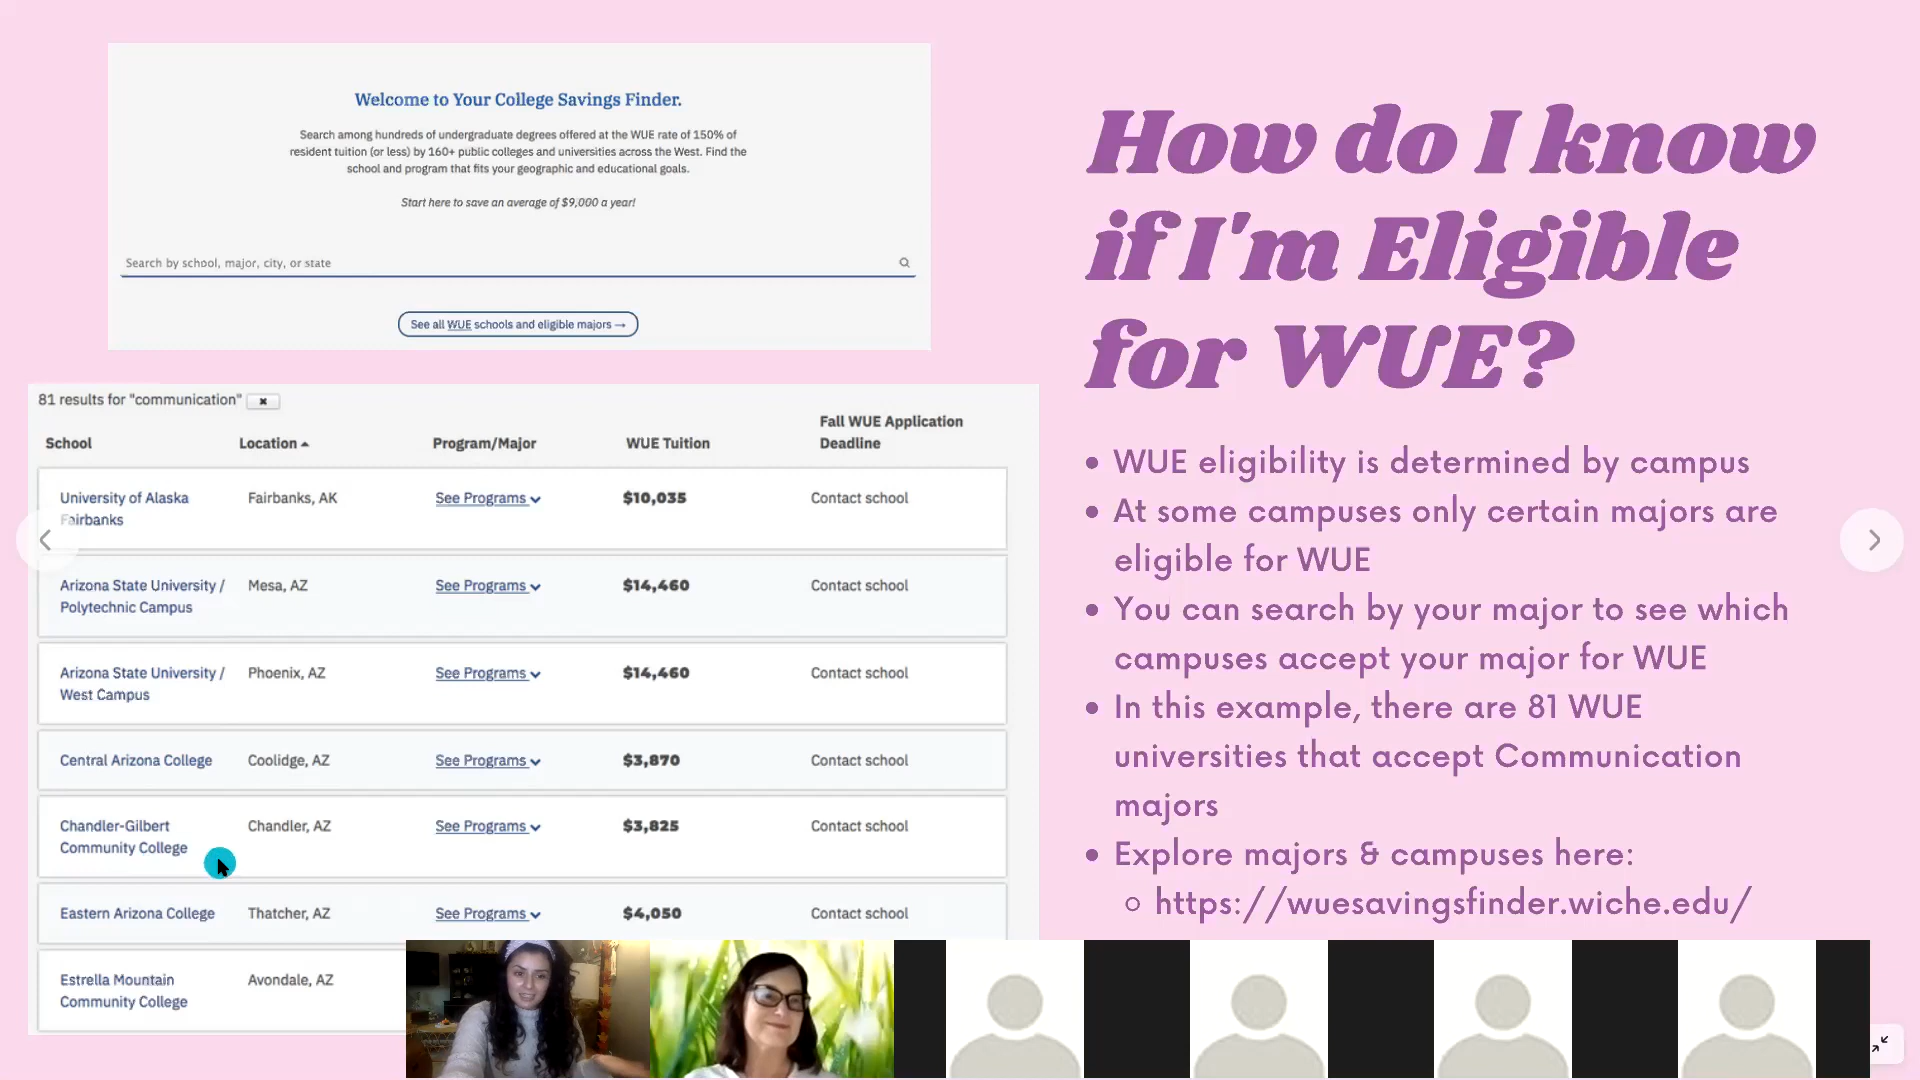 Welcome to Your College Savings Finder.
Search among hundreds of undergraduate degrees offered at the WUE rate of 150% of
resident tuition (or less) by 160+ public colleges and universities across the West. Find the
school and program that fits your geographic and educational goals.
Start here to save an average of $9,000 a year!
Search by school, major, city, or state
See all WUE schools and eligible majors →
81 results for "communication" ✖
School Location Program/Major WUE Tuition Fall WUE Application
Deadline
University of Alaska Fairbanks, AK See Programs $10,035 Contact school
Fairbanks
Arizona State University / Mesa, AZ See Programs $14,460 Contact school
Polytechnic Campus
Arizona State University / Phoenix, AZ See Programs $14,460 Contact school
West Campus
Central Arizona College Coolidge, AZ See Programs $3,870 Contact school
Chandler-Gilbert Chandler, AZ See Programs $3,825 Contact school
Community College
Eastern Arizona College Thatcher, AZ See Programs $4,050 Contact school
Estrella Mountain Avondale, AZ
Community College
How do I know
if I'm Eligible
for WUE?
• WUE eligibility is determined by campus
• At some campuses only certain majors are
eligible for WUE
• You can search by your major to see which
campuses accept your major for WUE
• In this example, there are 81 WUE
universities that accept Communication
majors
• Explore majors & campuses here:
○ https://wuesavingsfinder.wiche.edu/